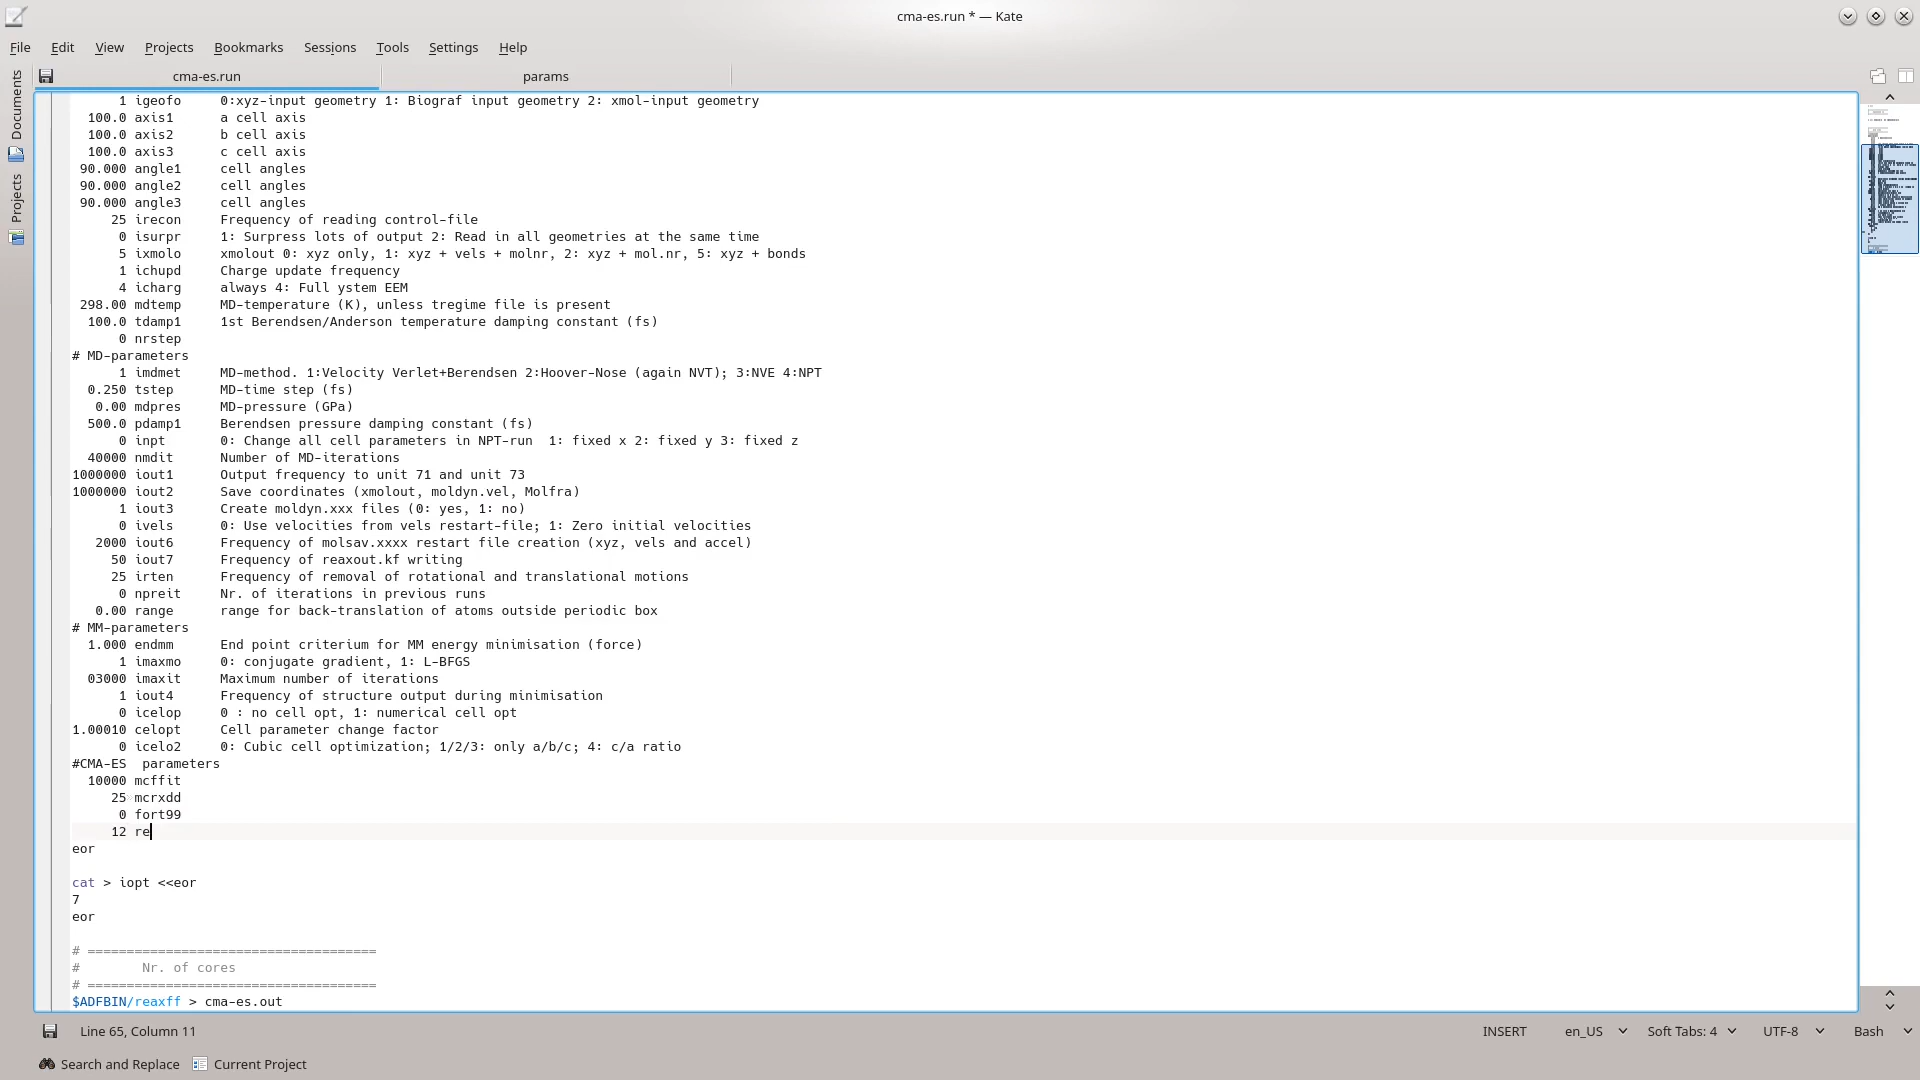 cma-es.run * — Kate
File Edit View Projects Bookmarks Sessions Tools Settings Help
cma-es.run params
Documents
Projects
1 igeofo 0:xyz-input geometry 1: Biograf input geometry 2: xmol-input geometry
100.0 axis1 a cell axis
100.0 axis2 b cell axis
100.0 axis3 c cell axis
90.000 angle1 cell angles
90.000 angle2 cell angles
90.000 angle3 cell angles
25 irecon Frequency of reading control-file
0 isurpr 1: Surpress lots of output 2: Read in all geometries at the same time
5 ixmolo xmolout 0: xyz only, 1: xyz + vels + molnr, 2: xyz + mol.nr, 5: xyz + bonds
1 ichupd Charge update frequency
4 icharg always 4: Full ystem EEM
298.00 mdtemp MD-temperature (K), unless tregime file is present
100.0 tdamp1 1st Berendsen/Anderson temperature damping constant (fs)
0 nrstep
# MD-parameters
1 imdmet MD-method. 1:Velocity Verlet+Berendsen 2:Hoover-Nose (again NVT); 3:NVE 4:NPT
0.250 tstep MD-time step (fs)
0.00 mdpres MD-pressure (GPa)
500.0 pdamp1 Berendsen pressure damping constant (fs)
0 inpt 0: Change all cell parameters in NPT-run 1: fixed x 2: fixed y 3: fixed z
40000 nmdit Number of MD-iterations
1000000 iout1 Output frequency to unit 71 and unit 73
1000000 iout2 Save coordinates (xmolout, moldyn.vel, Molfra)
1 iout3 Create moldyn.xxx files (0: yes, 1: no)
0 ivels 0: Use velocities from vels restart-file; 1: Zero initial velocities
2000 iout6 Frequency of molsav.xxxx restart file creation (xyz, vels and accel)
50 iout7 Frequency of reaxout.kf writing
25 irten Frequency of removal of rotational and translational motions
0 npreit Nr. of iterations in previous runs
0.00 range range for back-translation of atoms outside periodic box
# MM-parameters
1.000 endmm End point criterium for MM energy minimisation (force)
1 imaxmo 0: conjugate gradient, 1: L-BFGS
03000 imaxit Maximum number of iterations
1 iout4 Frequency of structure output during minimisation
0 icelop 0 : no cell opt, 1: numerical cell opt
1.00010 celopt Cell parameter change factor
0 icelo2 0: Cubic cell optimization; 1/2/3: only a/b/c; 4: c/a ratio
#CMA-ES parameters
10000 mcffit
25 mcrxdd
0 fort99
12 re
eor
cat > iopt <<eor
7
eor
# =====================================
# Nr. of cores
# =====================================
$ADFBIN/reaxff > cma-es.out
Line 65, Column 11 INSERT en_US Soft Tabs: 4 UTF-8 Bash
Search and Replace Current Project